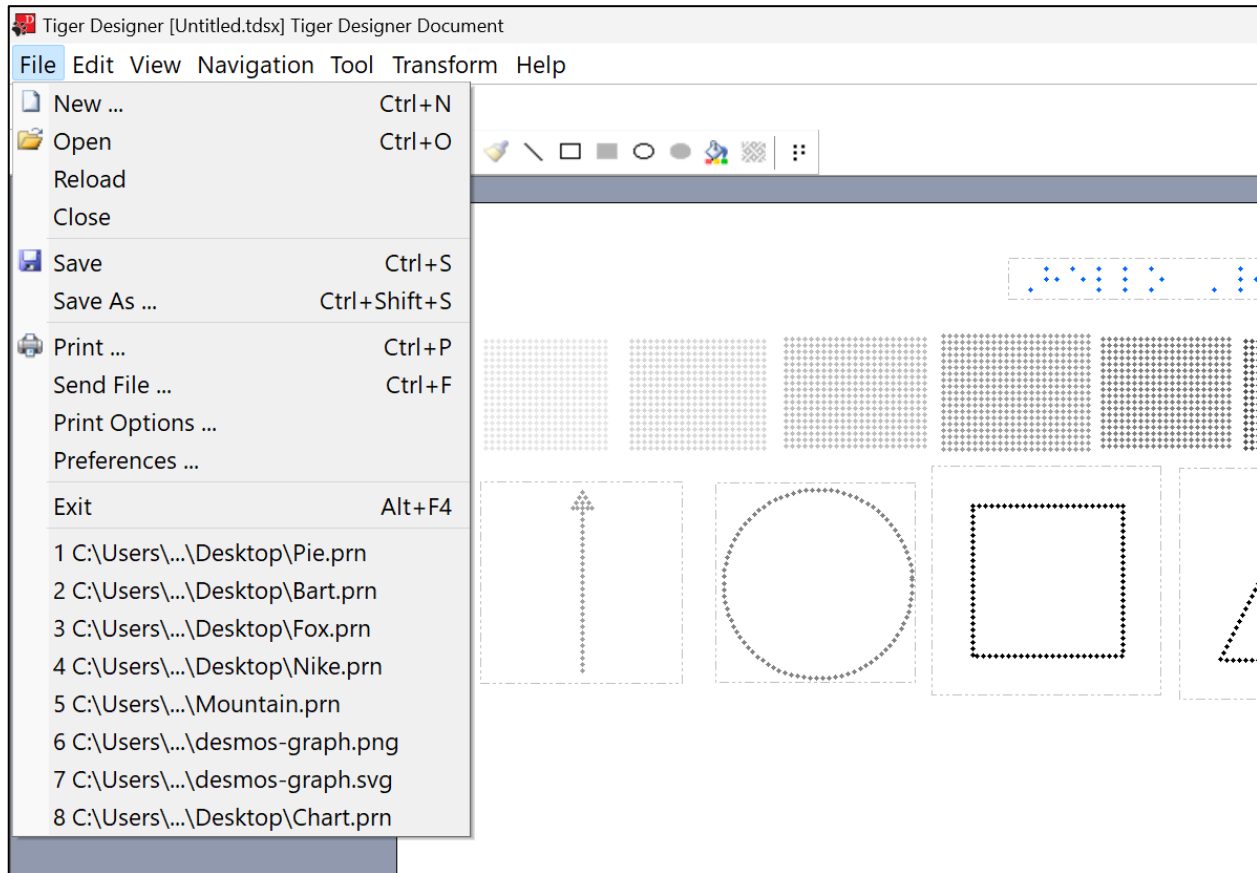 Tiger Designer [Untitled.tdsx] Tiger Designer Document
File Edit View Navigation Tool Transform Help
New ... Ctrl+N
Open Ctrl+O
Reload
Close
Save Ctrl+S
Save As ... Ctrl+Shift+S
Print ... Ctrl+P
Send File ... Ctrl+F
Print Options ...
Preferences ...
Exit Alt+F4
1 C:\Users\...\Desktop\Pie.prn
2 C:\Users\...\Desktop\Bart.prn
3 C:\Users\...\Desktop\Fox.prn
4 C:\Users\...\Desktop\Nike.prn
5 C:\Users\...\Mountain.prn
6 C:\Users\...\desmos-graph.png
7 C:\Users\...\desmos-graph.svg
8 C:\Users\...\Desktop\Chart.prn